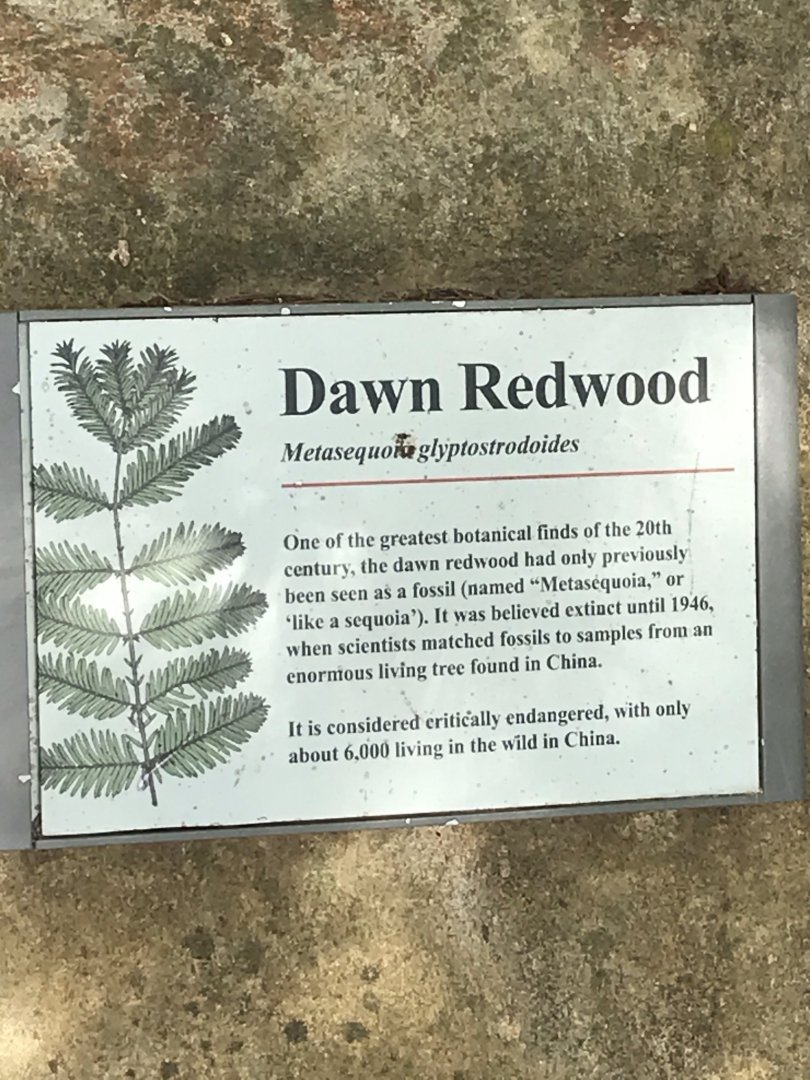 Dawn Redwood
Metasequoia glyptostrodoides
One of the greatest botanical finds of the 20th
century, the dawn redwood had only previously
been seen as a fossil (named “Metasequoia,” or
‘like a sequoia’). It was believed extinct until 1946,
when scientists matched fossils to samples from an
enormous living tree found in China.
It is considered critically endangered, with only
about 6,000 living in the wild in China.